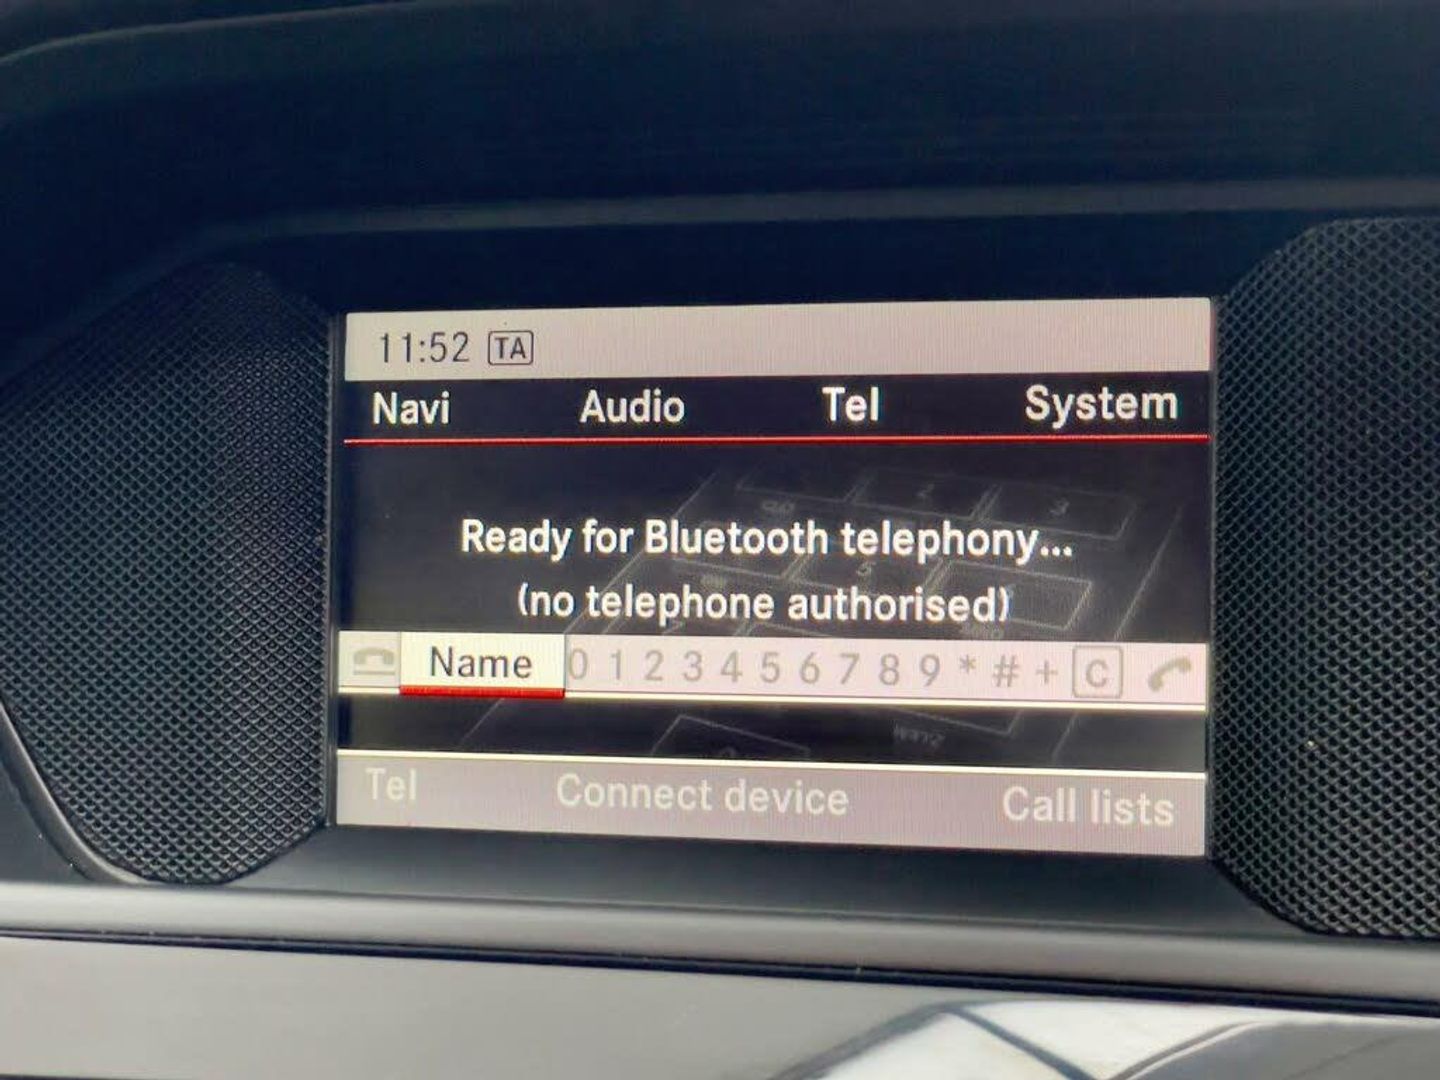 11:52 TA
Navi Audio Tel System
Ready for Bluetooth telephony...
(no telephone authorised)
Name 0 1 2 3 4 5 6 7 8 9 * # + C
Tel Connect device Call lists